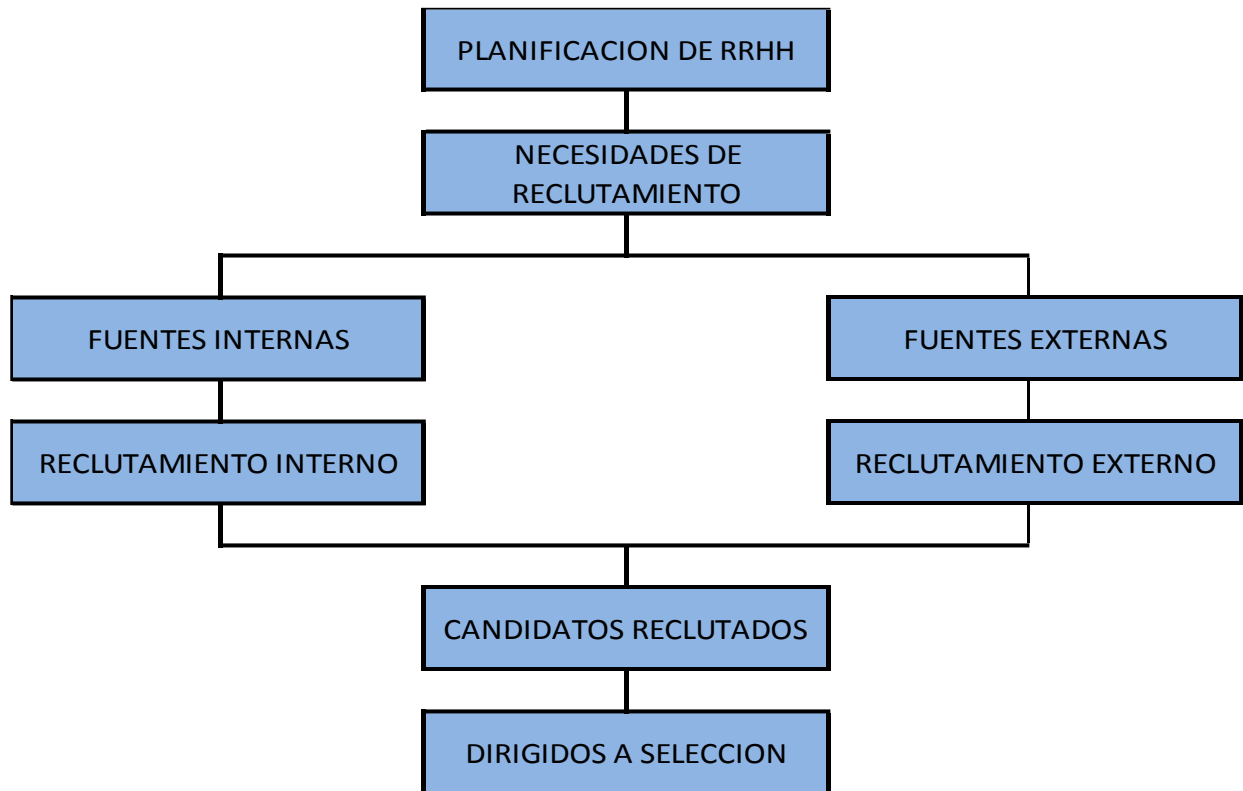 PLANIFICACION DE RRHH
NECESIDADES DE
RECLUTAMIENTO
FUENTES INTERNAS
FUENTES EXTERNAS
RECLUTAMIENTO INTERNO
RECLUTAMIENTO EXTERNO
CANDIDATOS RECLUTADOS
DIRIGIDOS A SELECCION